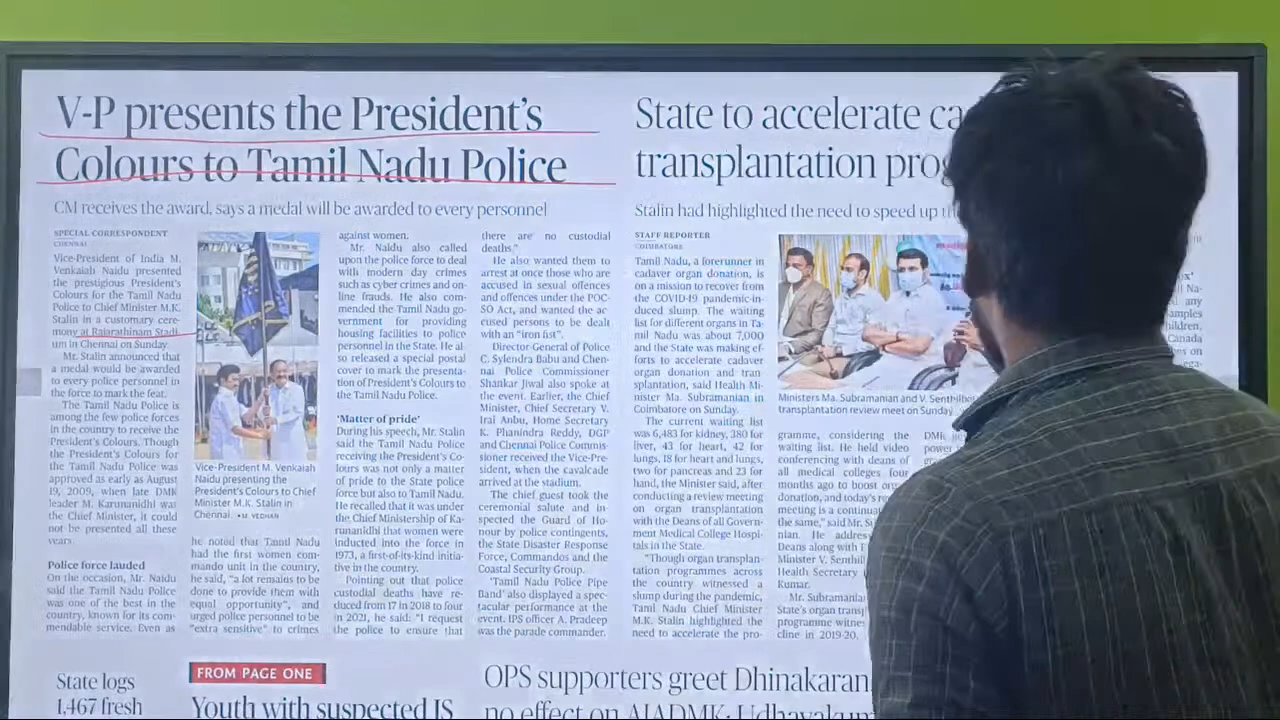 V-P presents the President's
Colours to Tamil Nadu Police
CM receives the award, says a medal will be awarded to every personnel
SPECIAL CORRESPONDENT
CHENNAI
Vice-President of India M.
Venkaiah Naidu presented
the prestigious President's
Colours for the Tamil Nadu
Police to Chief Minister M.K.
Stalin in a customary cere-
mony at Rajarathinam Stadi-
um in Chennai on Sunday.
Mr. Stalin announced that
a medal would be awarded
to every police personnel in
the force to mark the feat.
The Tamil Nadu Police is
among the few police forces
in the country to receive the
President's Colours. Though
the President's Colours for
the Tamil Nadu Police was
approved as early as August
19, 2009, when late DMK
leader M. Karunanidhi was
the Chief Minister, it could
not be presented all these
years.
Police force lauded
On the occasion, Mr. Naidu
said the Tamil Nadu Police
was one of the best in the
country, known for its com-
mendable service. Even as
Vice-President M. Venkaiah
Naidu presenting the
President's Colours to Chief
Minister M.K. Stalin in
Chennai. • M. VEDHAN
he noted that Tamil Nadu
had the first women com-
mando unit in the country,
he said, "a lot remains to be
done to provide them with
equal opportunity", and
urged police personnel to be
"extra sensitive" to crimes
against women.
Mr. Naidu also called
upon the police force to deal
with modern day crimes
such as cyber crimes and on-
line frauds. He also com-
mended the Tamil Nadu go-
vernment for providing
housing facilities to police
personnel in the State. He al-
so released a special postal
cover to mark the presenta-
tion of President's Colours to
the Tamil Nadu Police.
'Matter of pride'
During his speech, Mr. Stalin
said the Tamil Nadu Police
receiving the President's Co-
lours was not only a matter
of pride to the State police
force but also to Tamil Nadu.
He recalled that it was under
the Chief Ministership of Ka-
runanidhi that women were
inducted into the force in
1973, a first-of-its-kind initia-
tive in the country.
Pointing out that police
custodial deaths have re-
duced from 17 in 2018 to four
in 2021, he said: "I request
the police to ensure that
there are no custodial
deaths."
He also wanted them to
arrest at once those who are
accused in sexual offences
and offences under the POC-
SO Act, and wanted the ac-
cused persons to be dealt
with an "iron fist".
Director General of Police
C. Sylendra Babu and Chen-
nai Police Commissioner
Shankar Jiwal also spoke at
the event. Earlier, the Chief
Minister, Chief Secretary V.
Irai Anbu, Home Secretary
K. Phanindra Reddy, DGP
and Chennai Police Commis-
sioner received the Vice-Pre-
sident, when the cavalcade
arrived at the stadium.
The chief guest took the
ceremonial salute and in-
spected the Guard of Ho-
nour by police contingents,
the State Disaster Response
Force, Commandos and the
Coastal Security Group.
'Tamil Nadu Police Pipe
Band' also displayed a spec-
tacular performance at the
event. IPS officer A. Pradeep
was the parade commander.
State to accelerate ca
transplantation prog
Stalin had highlighted the need to speed up th
STAFF REPORTER
COIMBATORE
Tamil Nadu, a forerunner in
cadaver organ donation, is
on a mission to recover from
the COVID-19 pandemic-in-
duced slump. The waiting
list for different organs in Ta-
mil Nadu was about 7,000
and the State was making ef-
forts to accelerate cadaver
organ donation and tran-
splantation, said Health Mi-
nister Ma. Subramanian in
Coimbatore on Sunday.
The current waiting list
was 6,483 for kidney, 380 for
liver, 43 for heart, 42 for
lungs, 18 for heart and lungs,
two for pancreas and 23 for
hand, the Minister said, after
conducting a review meeting
on organ transplantation
with the Deans of all Govern-
ment Medical College Hospi-
tals in the State.
"Though organ transplan-
tation programmes across
the country witnessed a
slump during the pandemic,
Tamil Nadu Chief Minister
M.K. Stalin highlighted the
need to accelerate the pro-
Ministers Ma. Subramanian and V. Senthilba
transplantation review meet on Sunday.
gramme, considering the
waiting list. He held video
conferencing with deans of
all medical colleges four
months ago to boost org
donation, and today's re
meeting is a continuat
the same," said Mr. Su
nian. He address
Deans along with E
Minister V. Senthil
Health Secretary
Kumar.
Mr. Subramania
State's organ transp
programme witne
cline in 2019-20.
DMK
power
Na-
any
amples
hildren.
Canada
es on
ega-
State logs
1,467 fresh
FROM PAGE ONE
Youth with suspected IS
OPS supporters greet Dhinakaran
no effect on AIADMK: Udhayakum